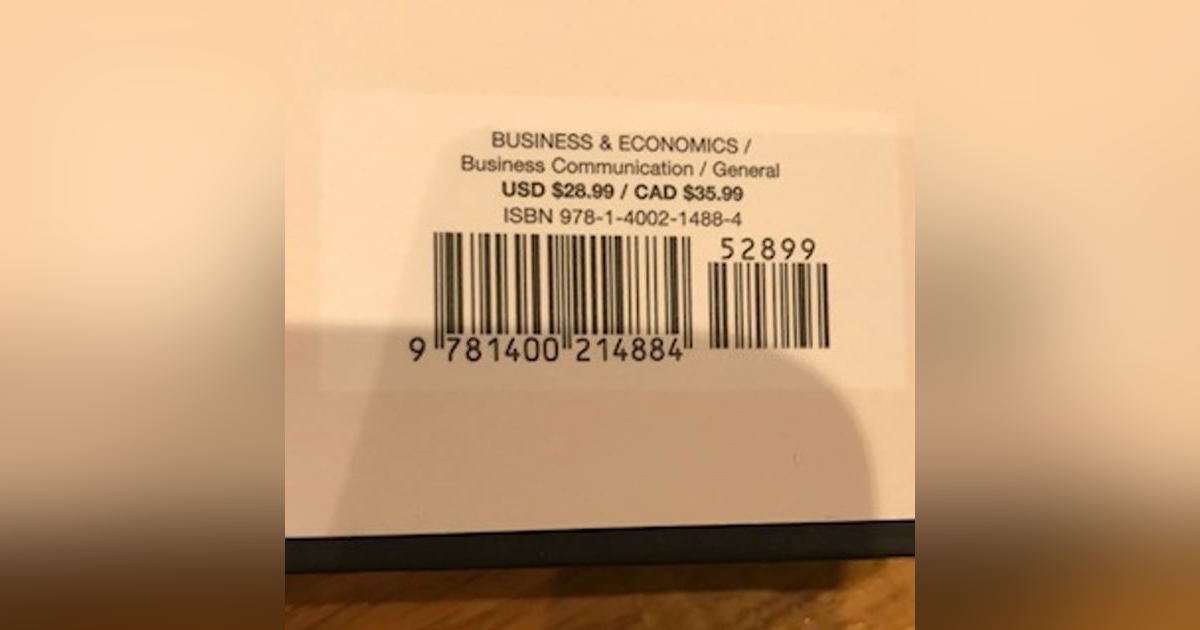 BUSINESS & ECONOMICS /
Business Communication / General
USD $28.99 / CAD $35.99
ISBN 978-1-4002-1488-4
52899
9 781400 214884